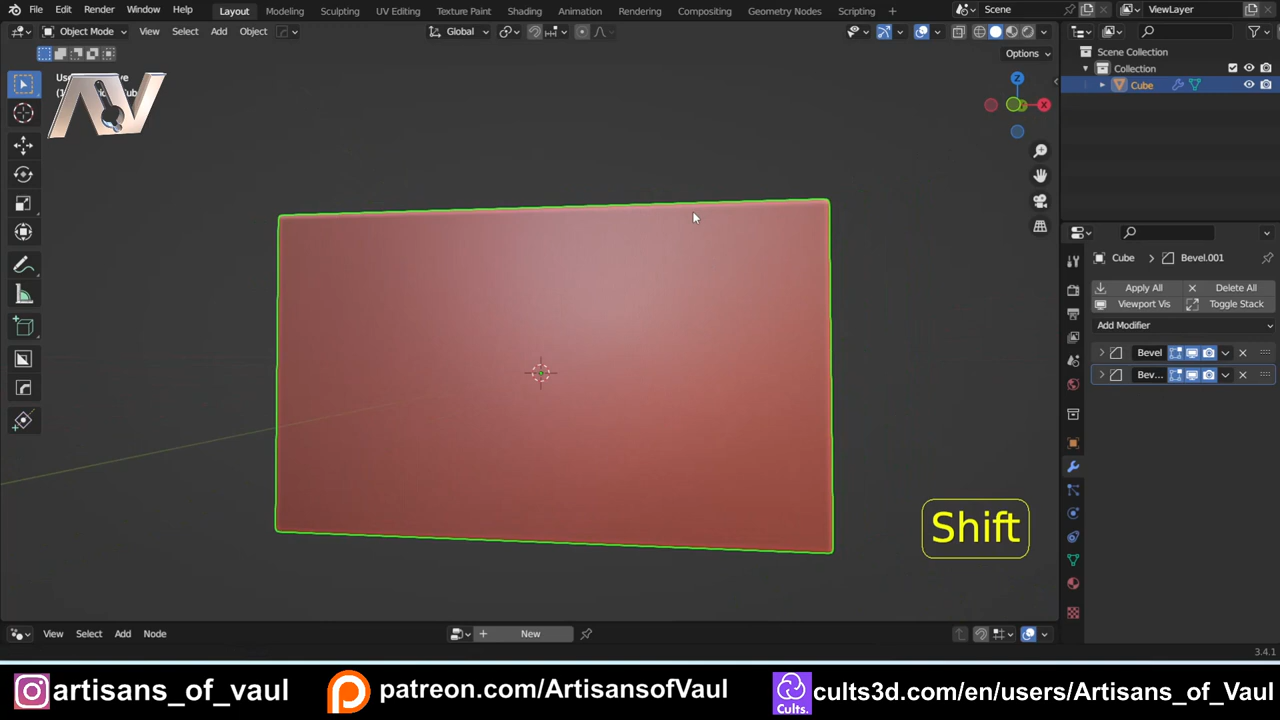 File Edit Render Window Help Layout Modeling Sculpting UV Editing Texture Paint Shading Animation Rendering Compositing Geometry Nodes Scripting Scene ViewLayer
Object Mode View Select Add Object Global
Options
Scene Collection
Collection
Cube
Z
X
AV
Cube Bevel.001
Apply All Delete All
Viewport Vis Toggle Stack
Add Modifier
Bevel
Bev...
Shift
View Select Add Node New
3.4.1
artisans_of_vaul patreon.com/ArtisansofVaul Cults. cults3d.com/en/users/Artisans_of_Vaul